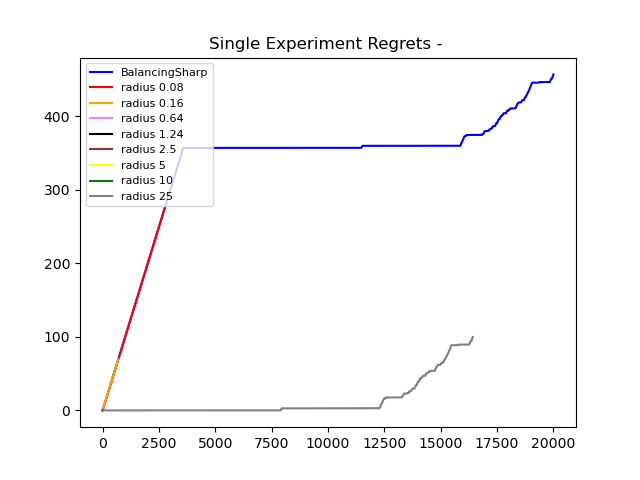 Single Experiment Regrets -
BalancingSharp
radius 0.08
radius 0.16
radius 0.64
radius 1.24
radius 2.5
radius 5
radius 10
radius 25
400
300
200
100
0
0 2500 5000 7500 10000 12500 15000 17500 20000